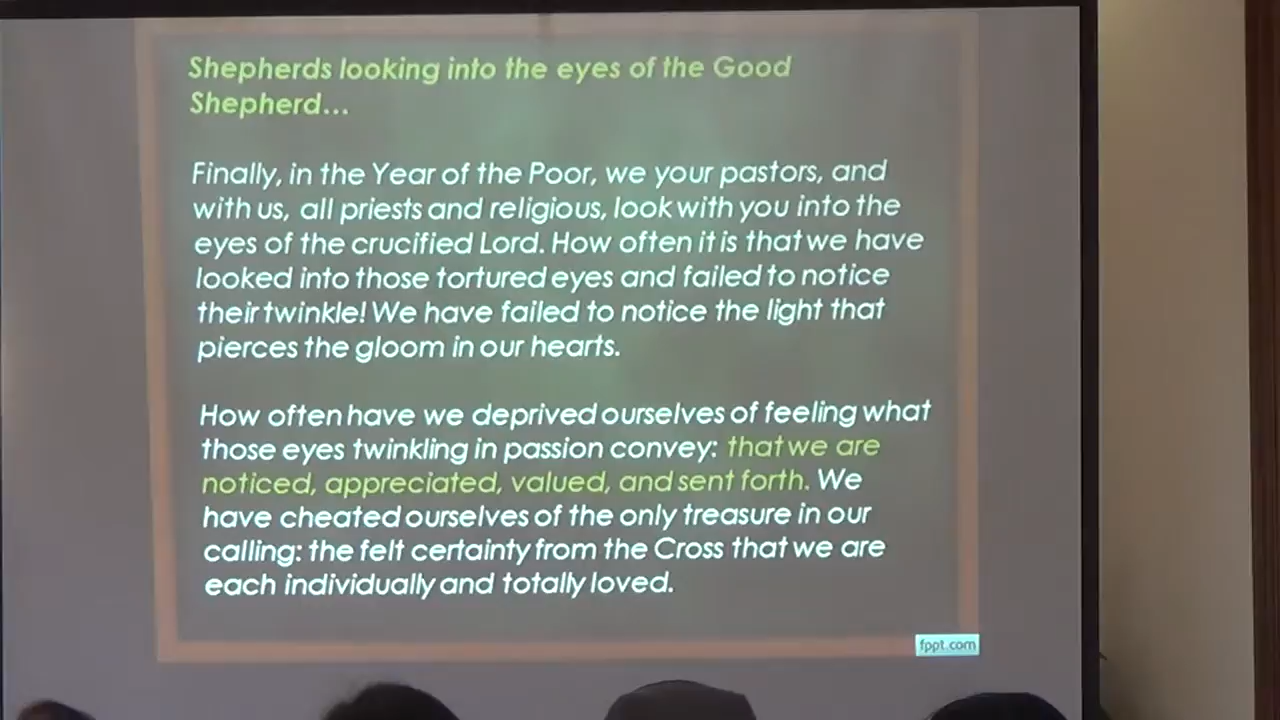 Shepherds looking into the eyes of the Good
Shepherd...
Finally, in the Year of the Poor, we your pastors, and
with us, all priests and religious, look with you into the
eyes of the crucified Lord. How often it is that we have
looked into those tortured eyes and failed to notice
their twinkle! We have failed to notice the light that
pierces the gloom in our hearts.
How often have we deprived ourselves of feeling what
those eyes twinkling in passion convey: that we are
noticed, appreciated, valued, and sent forth. We
have cheated ourselves of the only treasure in our
calling: the felt certainty from the Cross that we are
each individually and totally loved.
fppt.com